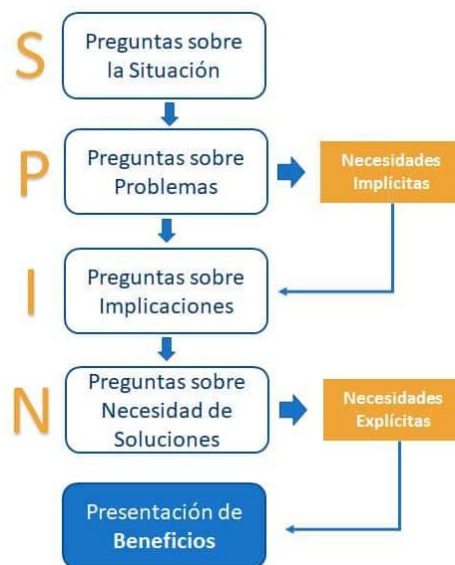 S
Preguntas sobre
la Situación
P
Preguntas sobre
Problemas
Necesidades
Implícitas
I
Preguntas sobre
Implicaciones
N
Preguntas sobre
Necesidad de
Soluciones
Necesidades
Explícitas
Presentación de
Beneficios